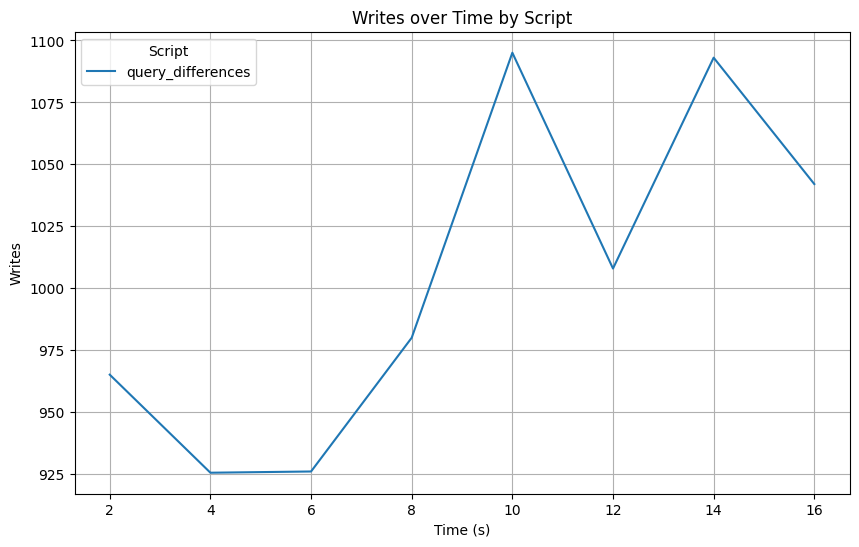 Writes over Time by Script
Script
query_differences
Writes
1100
1075
1050
1025
1000
975
950
925
2 4 6 8 10 12 14 16
Time (s)